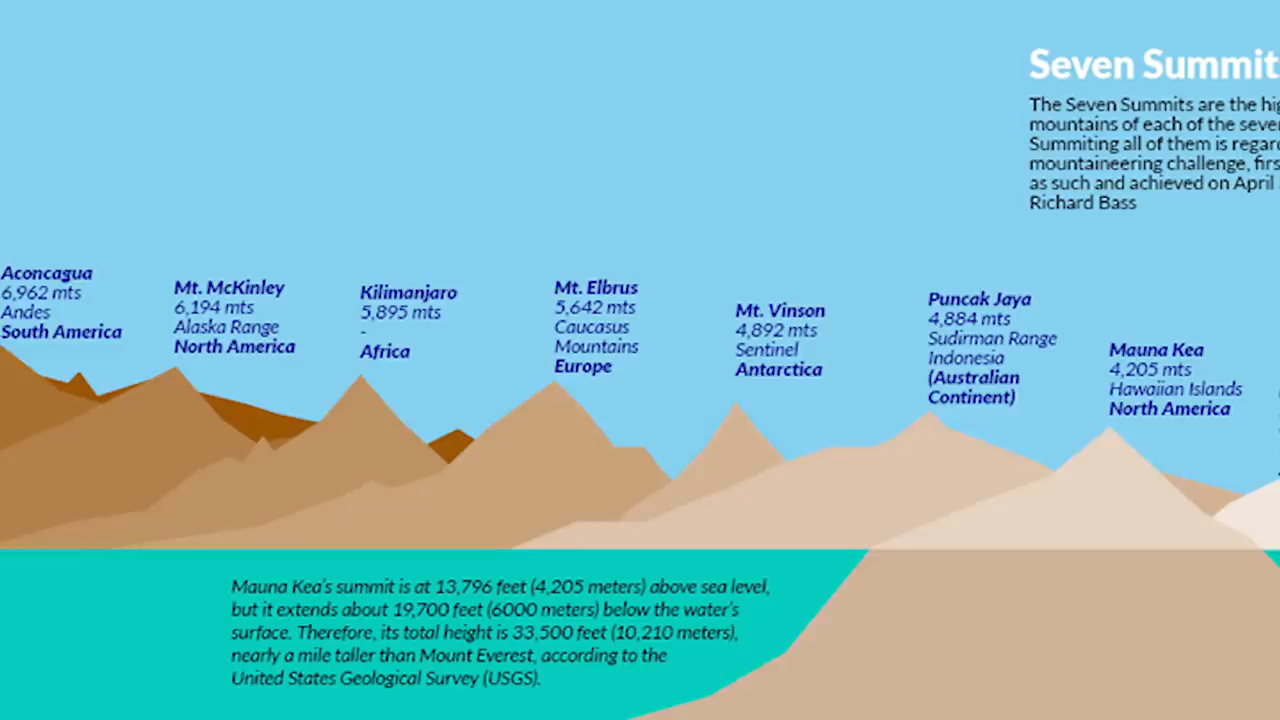 Seven Summit
The Seven Summits are the
mountains of each of the
Summiting all of them is
mountaineering challenge,
as such and achieved on April
Richard Bass
Aconcagua
6,962 mts
Andes
South America
Mt. McKinley
6,194 mts
Alaska Range
North America
Kilimanjaro
5,895 mts
-
Africa
Mt. Elbrus
5,642 mts
Caucasus
Mountains
Europe
Mt. Vinson
4,892 mts
Sentinel
Antarctica
Puncak Jaya
4,884 mts
Sudirman Range
Indonesia
(Australian
Continent)
Mauna Kea
4,205 mts
Hawaiian Islands
North America
Mauna Kea's summit is at 13,796 feet (4,205 meters) above sea level,
but it extends about 19,700 feet (6000 meters) below the water's
surface. Therefore, its total height is 33,500 feet (10,210 meters),
nearly a mile taller than Mount Everest, according to the
United States Geological Survey (USGS).